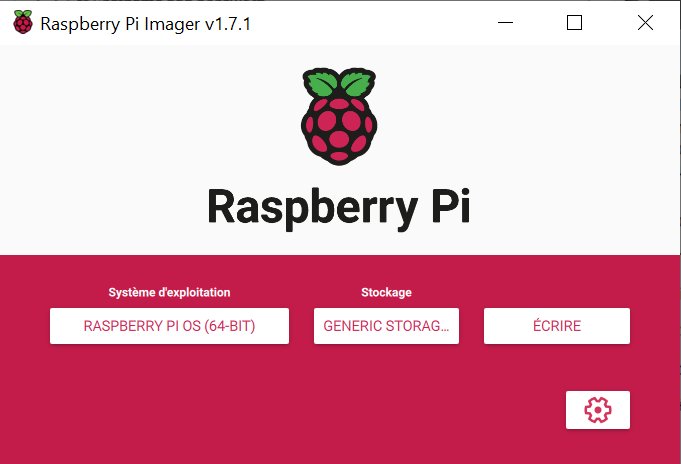 Raspberry Pi Imager v1.7.1
Raspberry Pi
Système d'exploitation
Stockage
RASPBERRY PI OS (64-BIT)
GENERIC STORAG...
ÉCRIRE